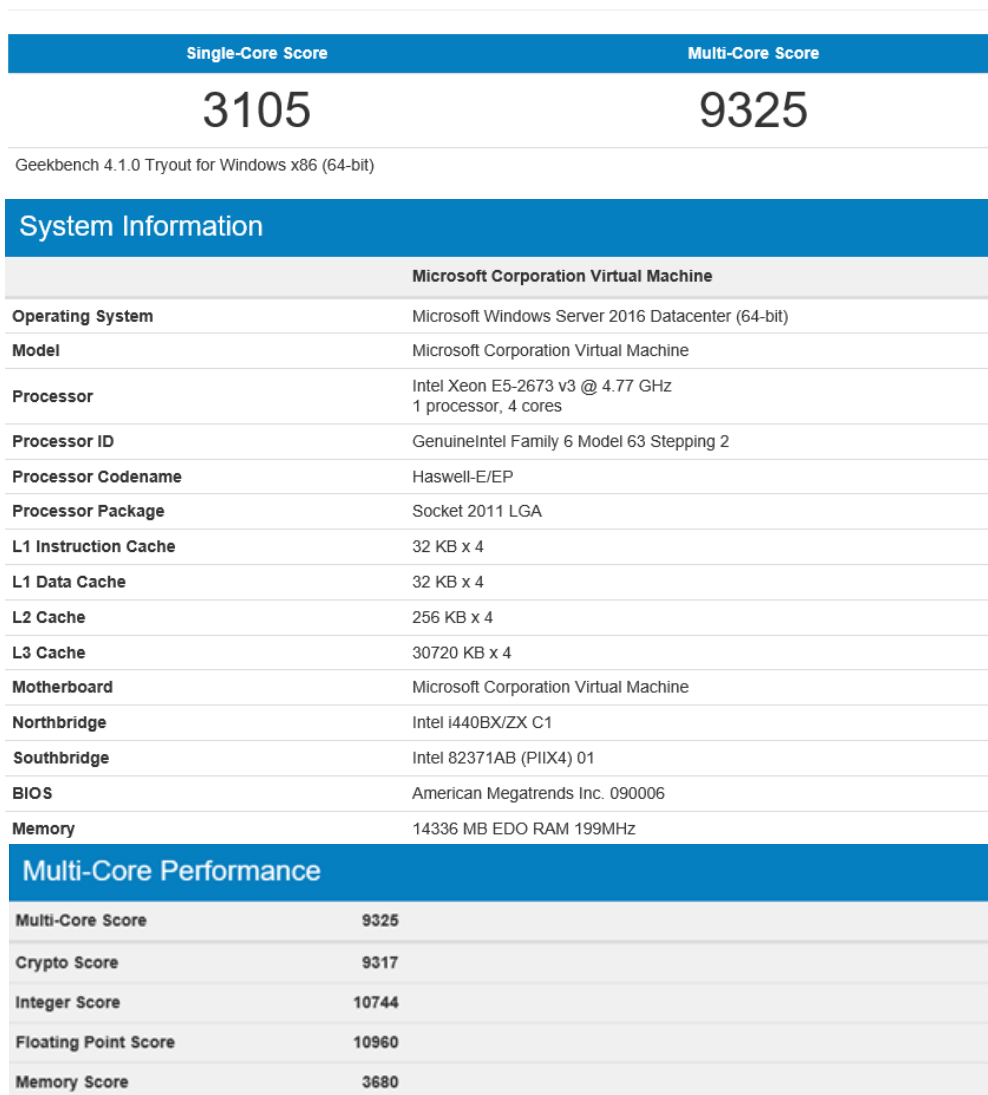 Single-Core Score Multi-Core Score
3105 9325
Geekbench 4.1.0 Tryout for Windows x86 (64-bit)
System Information
Microsoft Corporation Virtual Machine
Operating System Microsoft Windows Server 2016 Datacenter (64-bit)
Model Microsoft Corporation Virtual Machine
Processor Intel Xeon E5-2673 v3 @ 4.77 GHz
1 processor, 4 cores
Processor ID GenuineIntel Family 6 Model 63 Stepping 2
Processor Codename Haswell-E/EP
Processor Package Socket 2011 LGA
L1 Instruction Cache 32 KB x 4
L1 Data Cache 32 KB x 4
L2 Cache 256 KB x 4
L3 Cache 30720 KB x 4
Motherboard Microsoft Corporation Virtual Machine
Northbridge Intel i440BX/ZX C1
Southbridge Intel 82371AB (PIIX4) 01
BIOS American Megatrends Inc. 090006
Memory 14336 MB EDO RAM 199MHz
Multi-Core Performance
Multi-Core Score 9325
Crypto Score 9317
Integer Score 10744
Floating Point Score 10960
Memory Score 3680